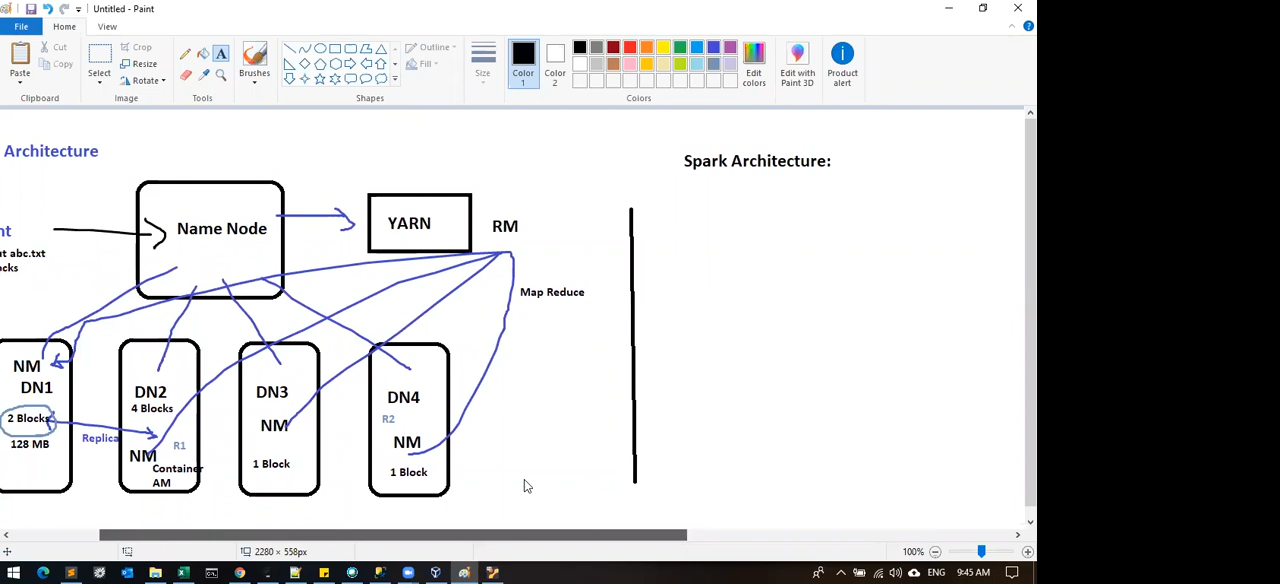 Untitled - Paint
File
Home
View
Paste
Cut
Copy
Clipboard
Select
Crop
Resize
Rotate
Image
A
Tools
Brushes
Shapes
Outline
Fill
Size
Color
1
Color
2
Colors
Edit
colors
Edit with
Paint 3D
Product
alert
Architecture
Spark Architecture:
nt
ut abc.txt
ocks
Name Node
YARN
RM
Map Reduce
NM
DN1
2 Blocks
128 MB
Replica
DN2
4 Blocks
R1
NM
Container
AM
DN3
NM
1 Block
DN4
R2
NM
1 Block
2280 × 558px
100%
ENG
9:45 AM